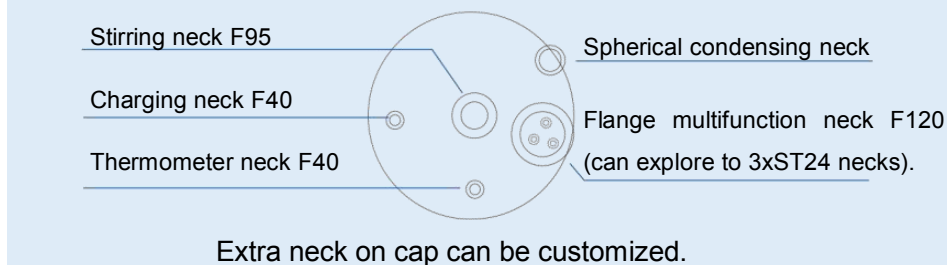 Stirring neck F95
Charging neck F40
Thermometer neck F40
Spherical condensing neck
Flange multifunction neck F120
(can explore to 3xST24 necks).
Extra neck on cap can be customized.